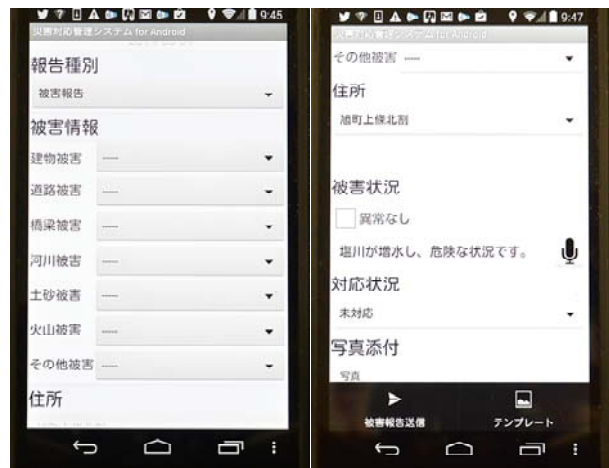 9:45
災害対応管理システム for Android
報告種別
被害報告
被害情報
建物被害 ----
道路被害 ----
橋梁被害 ----
河川被害 ----
土砂被害 ----
火山被害 ----
その他被害 ----
住所
9:47
災害対応管理システム for Android
その他被害 ----
住所
旭町上條北割
被害状況
異常なし
塩川が増水し、危険な状況です。
対応状況
未対応
写真添付
写真
被害報告送信
テンプレート